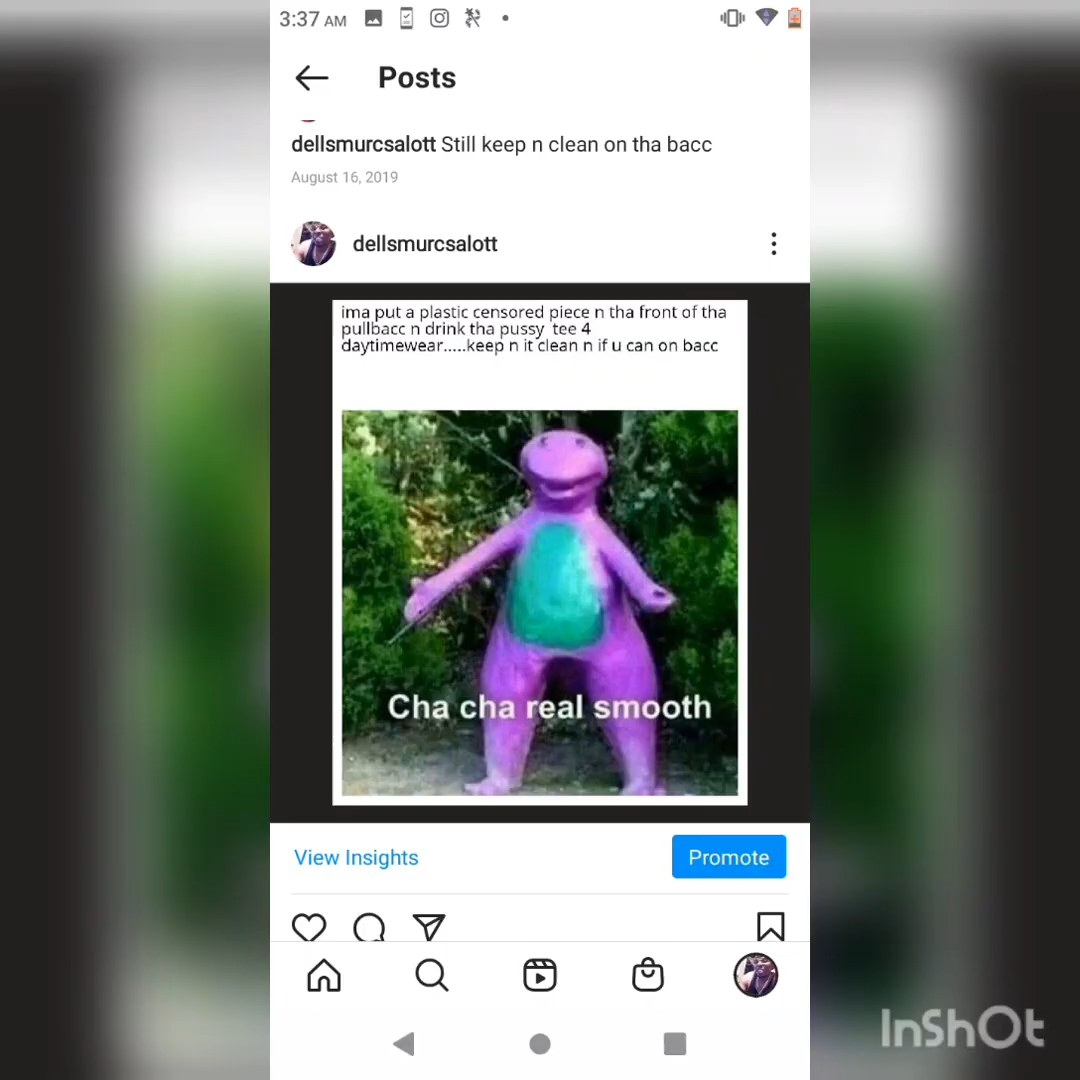 3:37 AM
Posts
dellsmurcsalott Still keep n clean on tha bacc
August 16, 2019
dellsmurcsalott
ima put a plastic censored piece n tha front of tha
pullbacc n drink tha pussy tee 4
daytimewear.....keep n it clean n if u can on bacc
Cha cha real smooth
View Insights
Promote
InShOt